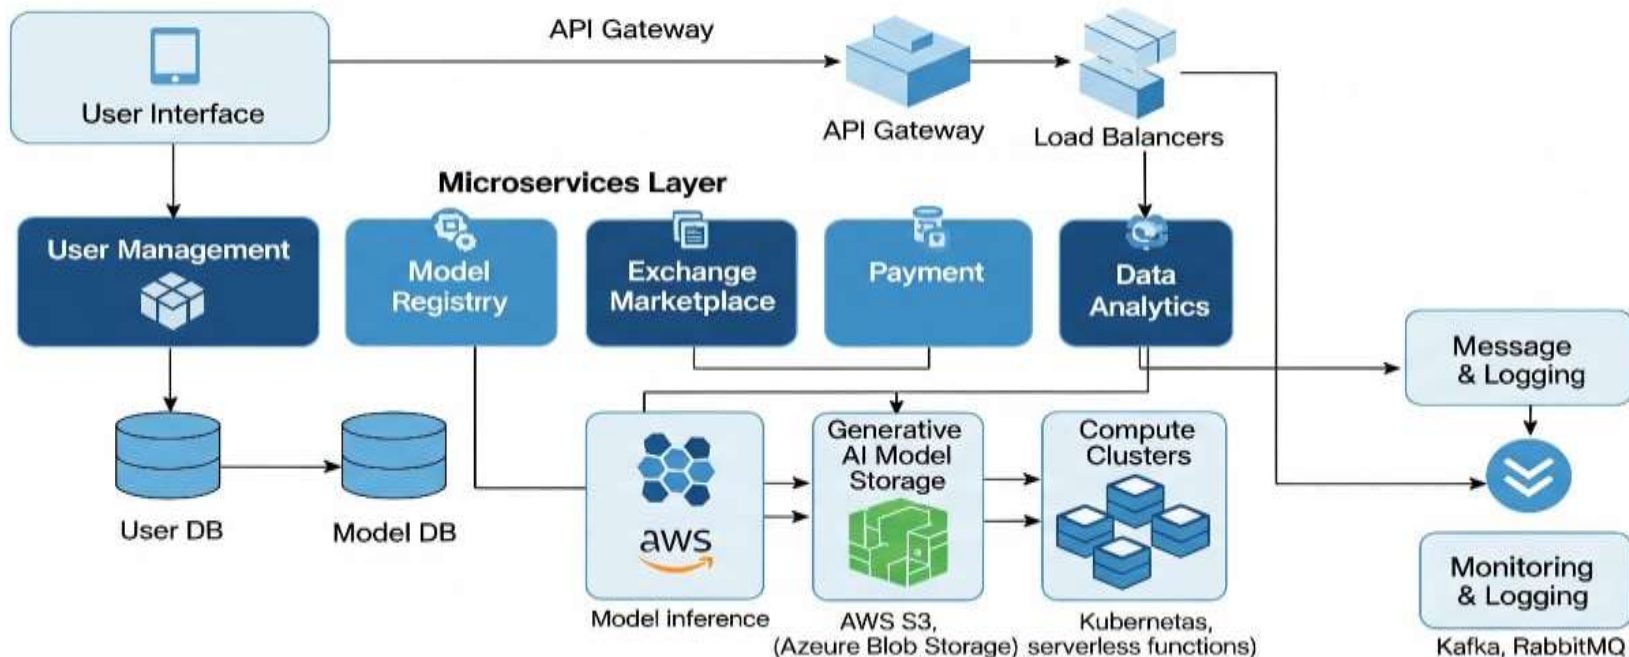 API Gateway
User Interface
API Gateway
Load Balancers
Microservices Layer
User Management
Model
Registrry
Exchange
Marketplace
Payment
Data
Analytics
Message
& Logging
User DB
Model DB
aws
Model inference
Generative
AI Model
Storage
AWS S3,
(Azeure Blob Storage)
Compute
Clusters
Kubernetas,
serverless functions)
Monitoring
& Logging
Kafka, RabbitMQ